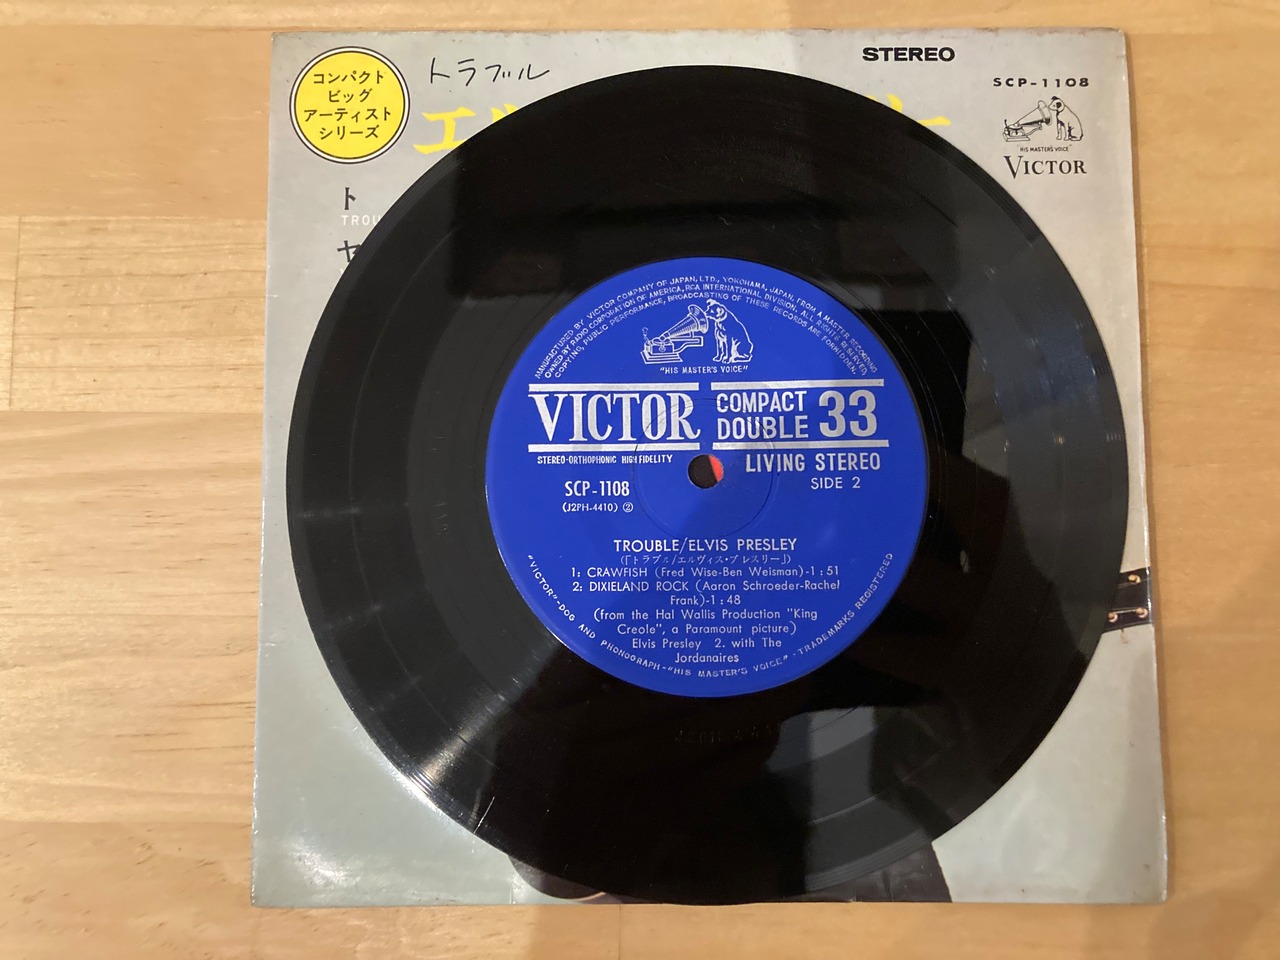 コンパクト
ビッグ
アーティスト
シリーズ
トラブル
STEREO
SCP-1108
"HIS MASTER'S VOICE"
VICTOR
エル
ー
ト
TROU
セ
MANUFACTURED BY VICTOR COMPANY OF JAPAN, LTD., YOKOHAMA, JAPAN, FROM A MASTER RECORDING
OWNED BY RADIO CORPORATION OF AMERICA, RCA INTERNATIONAL DIVISION. ALL RIGHTS RESERVED,
COPYING, PUBLIC PERFORMANCE, BROADCASTING OF THESE RECORDS ARE FORBIDDEN.
"HIS MASTER'S VOICE"
VICTOR
COMPACT
DOUBLE 33
STEREO-ORTHOPHONIC HIGH FIDELITY
LIVING STEREO
SCP-1108
SIDE 2
(J2PH-4410) ②
TROUBLE/ELVIS PRESLEY
(「トラブル/エルヴィス・プレスリー」)
1: CRAWFISH (Fred Wise-Ben Weisman)-1:51
2: DIXIELAND ROCK (Aaron Schroeder-Rachel
Frank)-1:48
(from the Hal Wallis Production "King
Creole", a Paramount picture)
Elvis Presley 2. with The
Jordanaires
"VICTOR"-DOG AND PHONOGRAPH-"HIS MASTER'S VOICE"-TRADEMARKS REGISTERED